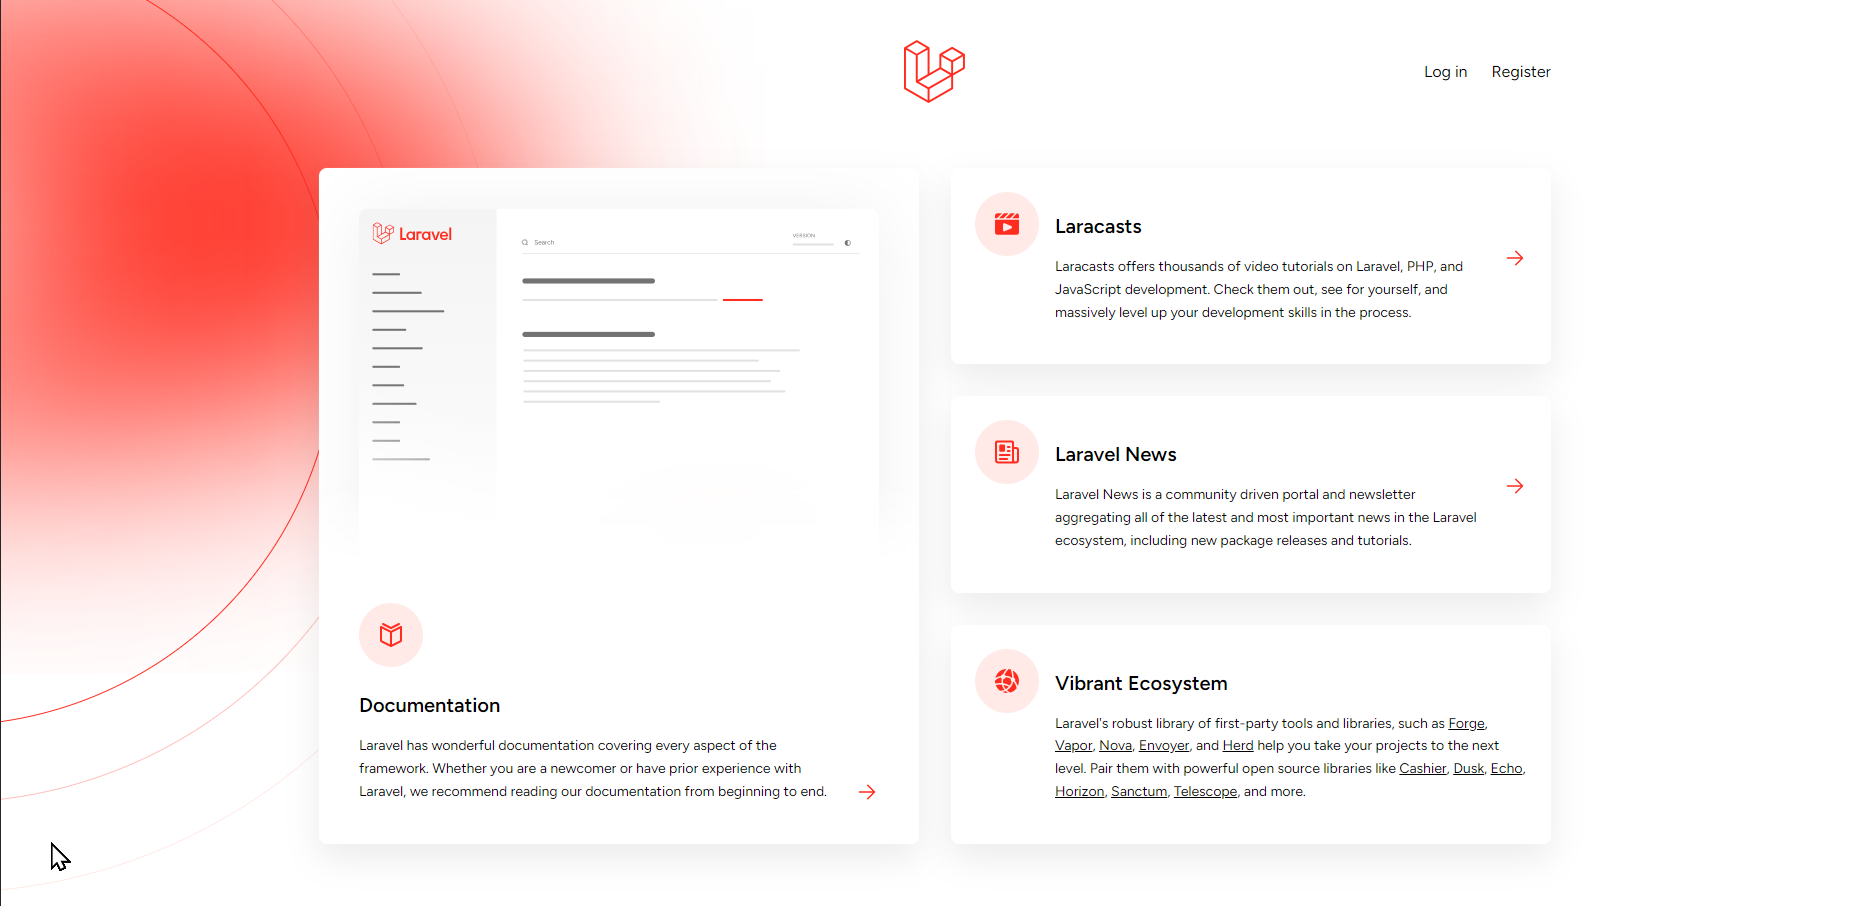 Log in
Register
Laravel
Search
VERSION
Documentation
Laravel has wonderful documentation covering every aspect of the
framework. Whether you are a newcomer or have prior experience with
Laravel, we recommend reading our documentation from beginning to end.
Laracasts
Laracasts offers thousands of video tutorials on Laravel, PHP, and
JavaScript development. Check them out, see for yourself, and
massively level up your development skills in the process.
Laravel News
Laravel News is a community driven portal and newsletter
aggregating all of the latest and most important news in the Laravel
ecosystem, including new package releases and tutorials.
Vibrant Ecosystem
Laravel's robust library of first-party tools and libraries, such as Forge,
Vapor, Nova, Envoyer, and Herd help you take your projects to the next
level. Pair them with powerful open source libraries like Cashier, Dusk, Echo,
Horizon, Sanctum, Telescope, and more.